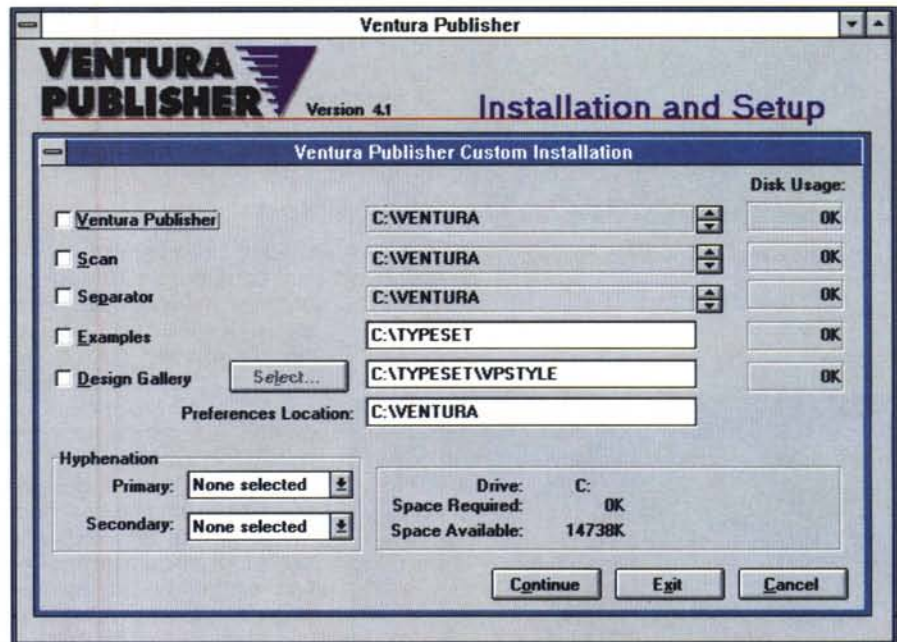 Ventura Publisher
VENTURA
PUBLISHER
Version 4.1
Installation and Setup
Ventura Publisher Custom Installation
Disk Usage:
Ventura Publisher C:\VENTURA 0K
Scan C:\VENTURA 0K
Separator C:\VENTURA 0K
Examples C:\TYPESET 0K
Design Gallery Select... C:\TYPESET\VPSTYLE 0K
Preferences Location: C:\VENTURA
Hyphenation
Primary: None selected
Secondary: None selected
Drive: C:
Space Required: 0K
Space Available: 14738K
Continue Exit Cancel